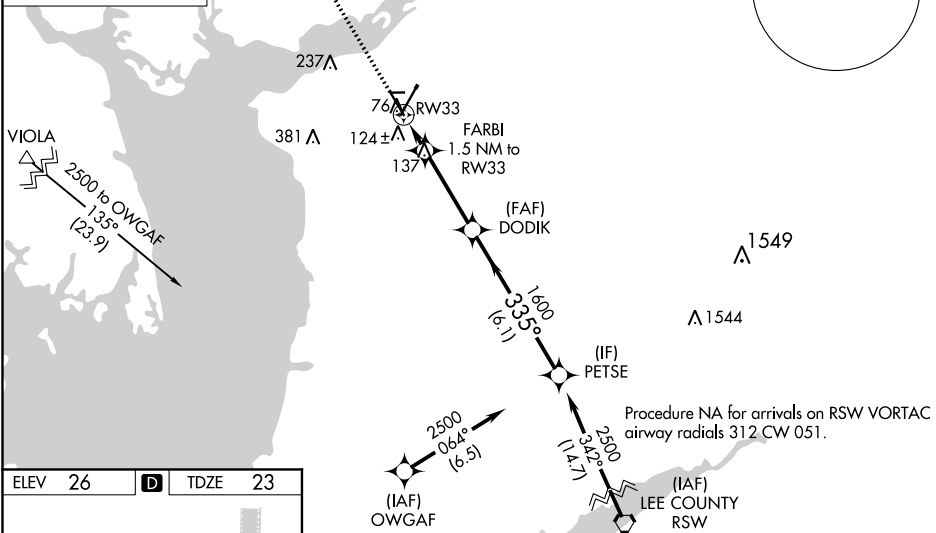 237
76
RW33
381
124±
FARBI
1.5 NM to
RW33
137
VIOLA
2500 to OWGAF
135°
(23.9)
(FAF)
DODIK
1549
1600
335°
(6.1)
1544
(IF)
PETSE
Procedure NA for arrivals on RSW VORTAC
airway radials 312 CW 051.
2500
064°
(6.5)
2500
342°
(14.7)
(IAF)
OWGAF
(IAF)
LEE COUNTY
RSW
ELEV 26 D TDZE 23